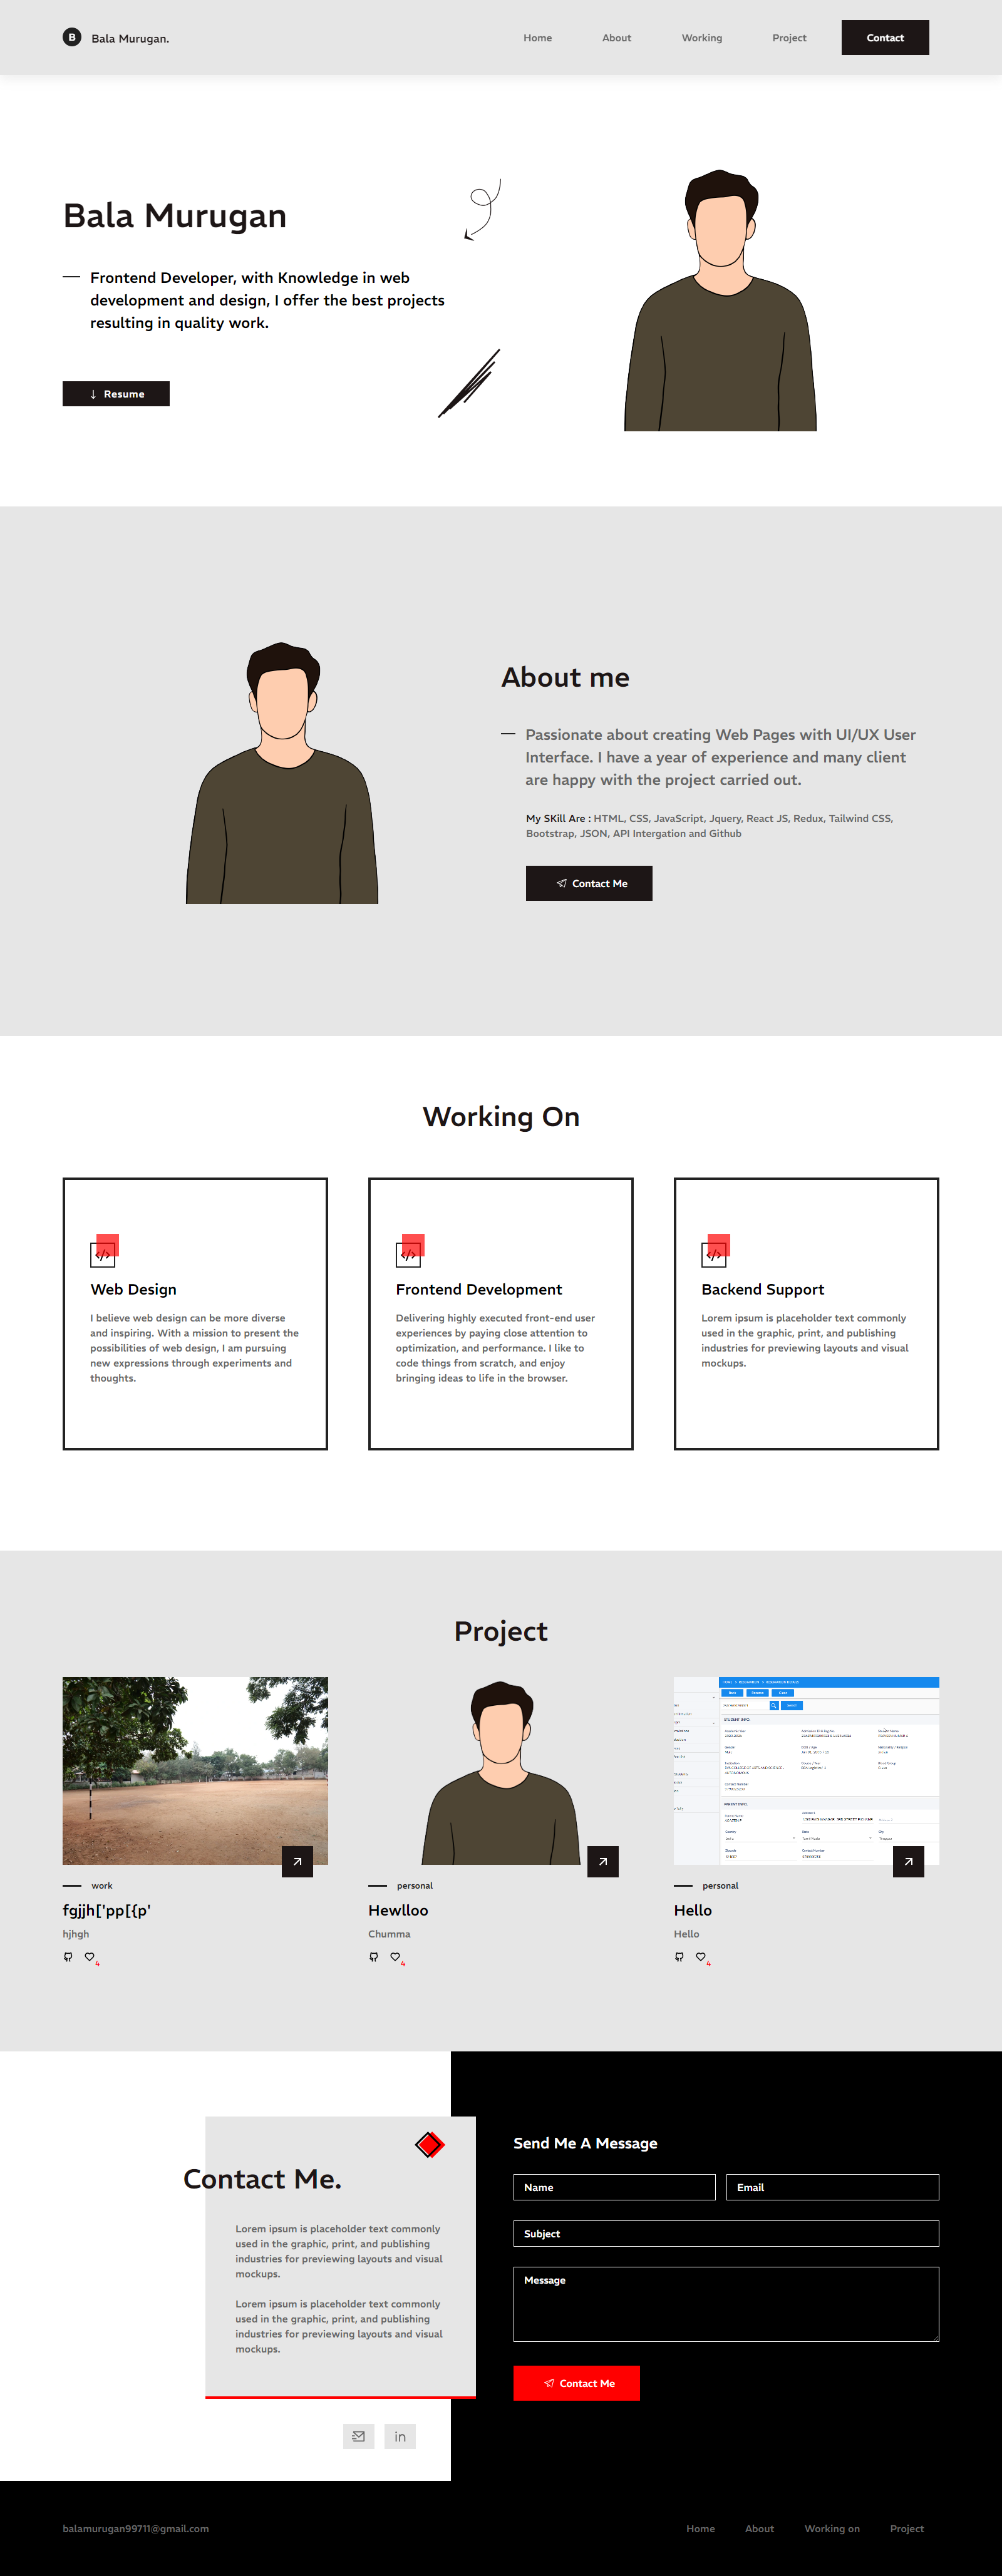 B Bala Murugan.
Home About Working Project Contact
Bala Murugan
Frontend Developer, with Knowledge in web
development and design, I offer the best projects
resulting in quality work.
Resume
About me
Passionate about creating Web Pages with UI/UX User
Interface. I have a year of experience and many client
are happy with the project carried out.
My SKill Are : HTML, CSS, JavaScript, Jquery, React JS, Redux, Tailwind CSS,
Bootstrap, JSON, API Intergation and Github
Contact Me
Working On
Web Design
I believe web design can be more diverse
and inspiring. With a mission to present the
possibilities of web design, I am pursuing
new expressions through experiments and
thoughts.
Frontend Development
Delivering highly executed front-end user
experiences by paying close attention to
optimization, and performance. I like to
code things from scratch, and enjoy
bringing ideas to life in the browser.
Backend Support
Lorem ipsum is placeholder text commonly
used in the graphic, print, and publishing
industries for previewing layouts and visual
mockups.
Project
STUDENT INFO.
PARENT INFO.
work
fgjjh['pp[{p'
hjhgh
4
personal
Hewlloo
Chumma
4
personal
Hello
Hello
4
Contact Me.
Lorem ipsum is placeholder text commonly
used in the graphic, print, and publishing
industries for previewing layouts and visual
mockups.
Lorem ipsum is placeholder text commonly
used in the graphic, print, and publishing
industries for previewing layouts and visual
mockups.
in
Send Me A Message
Name Email
Subject
Message
Contact Me
balamurugan99711@gmail.com
Home About Working on Project